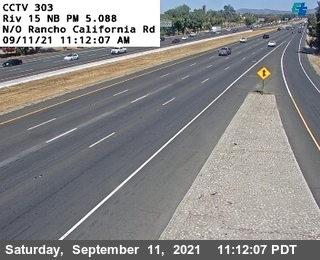 CCTV 303
Riv 15 NB PM 5.088
N/O Rancho California Rd
09/11/21 11:12:07 AM
Saturday, September 11, 2021 11:12:07 PDT